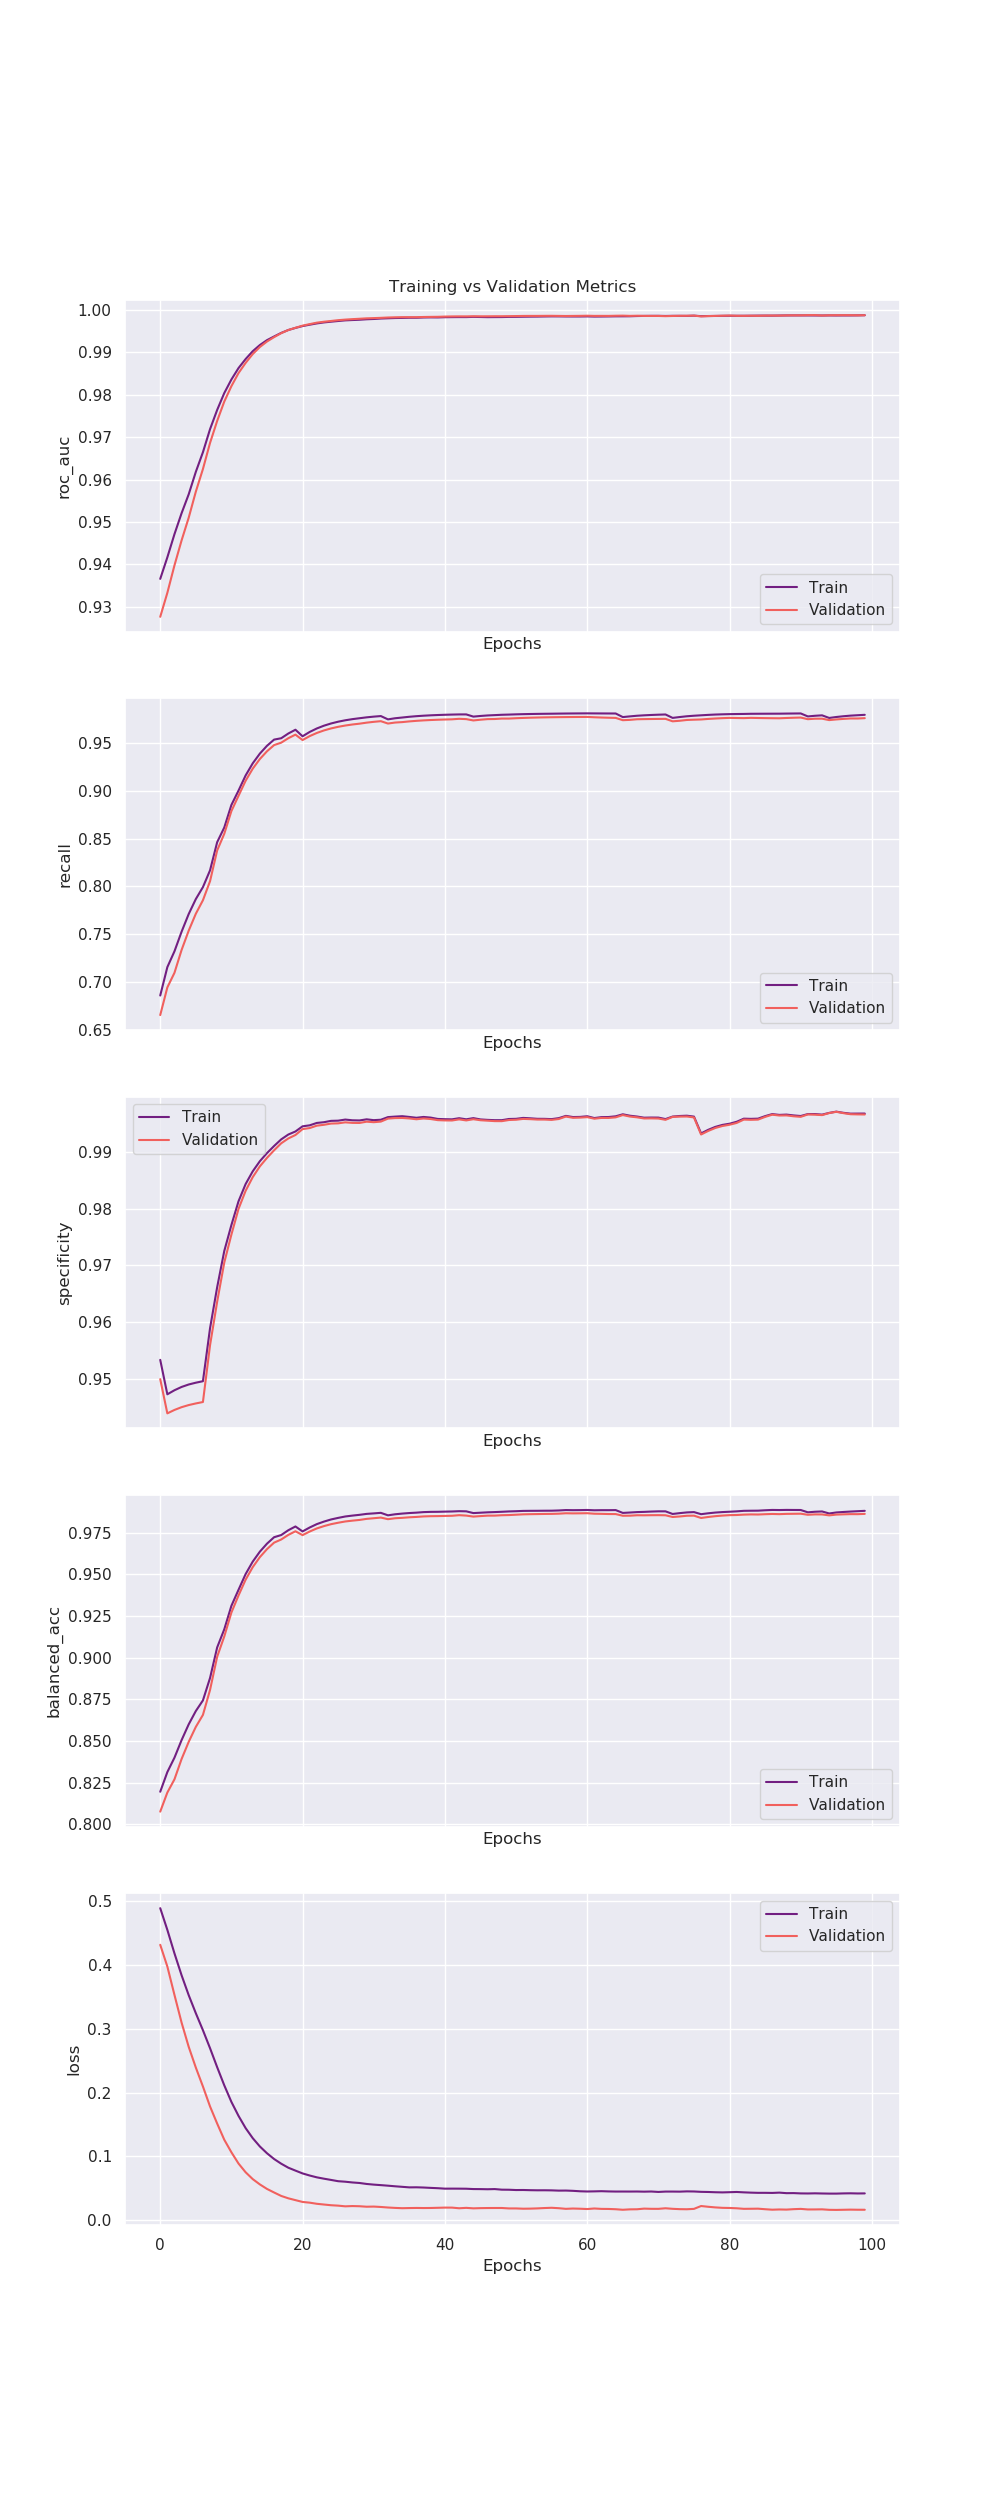 Training vs Validation Metrics
1.00
0.99
0.98
0.97
0.96
0.95
0.94
0.93
roc_auc
Train
Validation
Epochs
0.95
0.90
0.85
0.80
0.75
0.70
0.65
recall
Train
Validation
Epochs
Train
Validation
0.99
0.98
0.97
0.96
0.95
specificity
Epochs
0.975
0.950
0.925
0.900
0.875
0.850
0.825
0.800
balanced_acc
Train
Validation
Epochs
0.5
0.4
0.3
0.2
0.1
0.0
loss
Train
Validation
0 20 40 60 80 100
Epochs